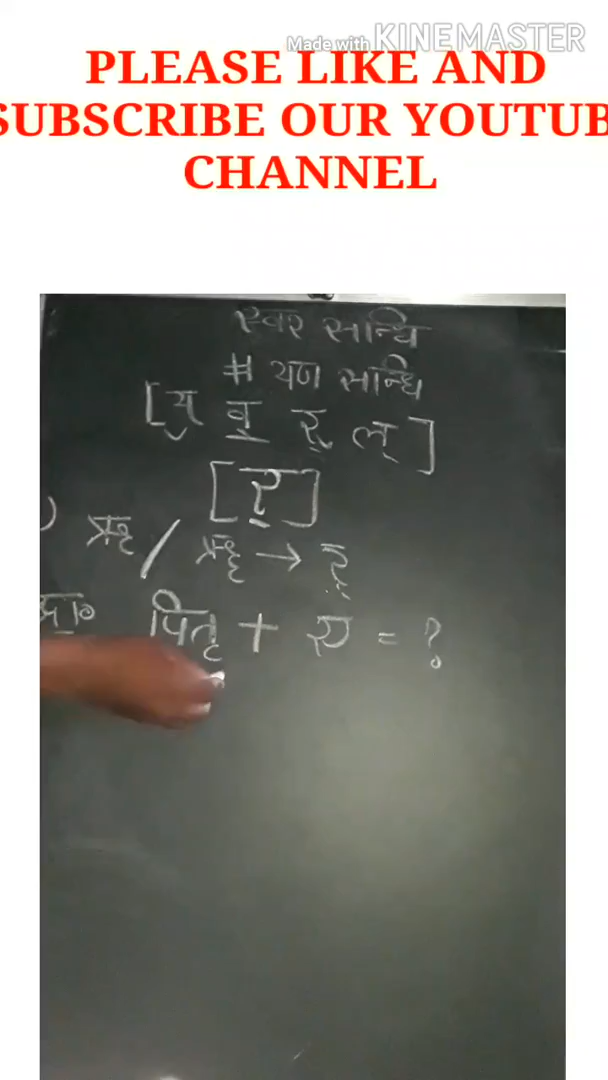 Made with KINEMASTER
PLEASE LIKE AND
SUBSCRIBE OUR YOUTUB
CHANNEL
स्वर सन्धि
# यण सन्धि
[य् व् र् ल्]
[र्]
ऋ / ॠ → र्
पितृ + ए = ?